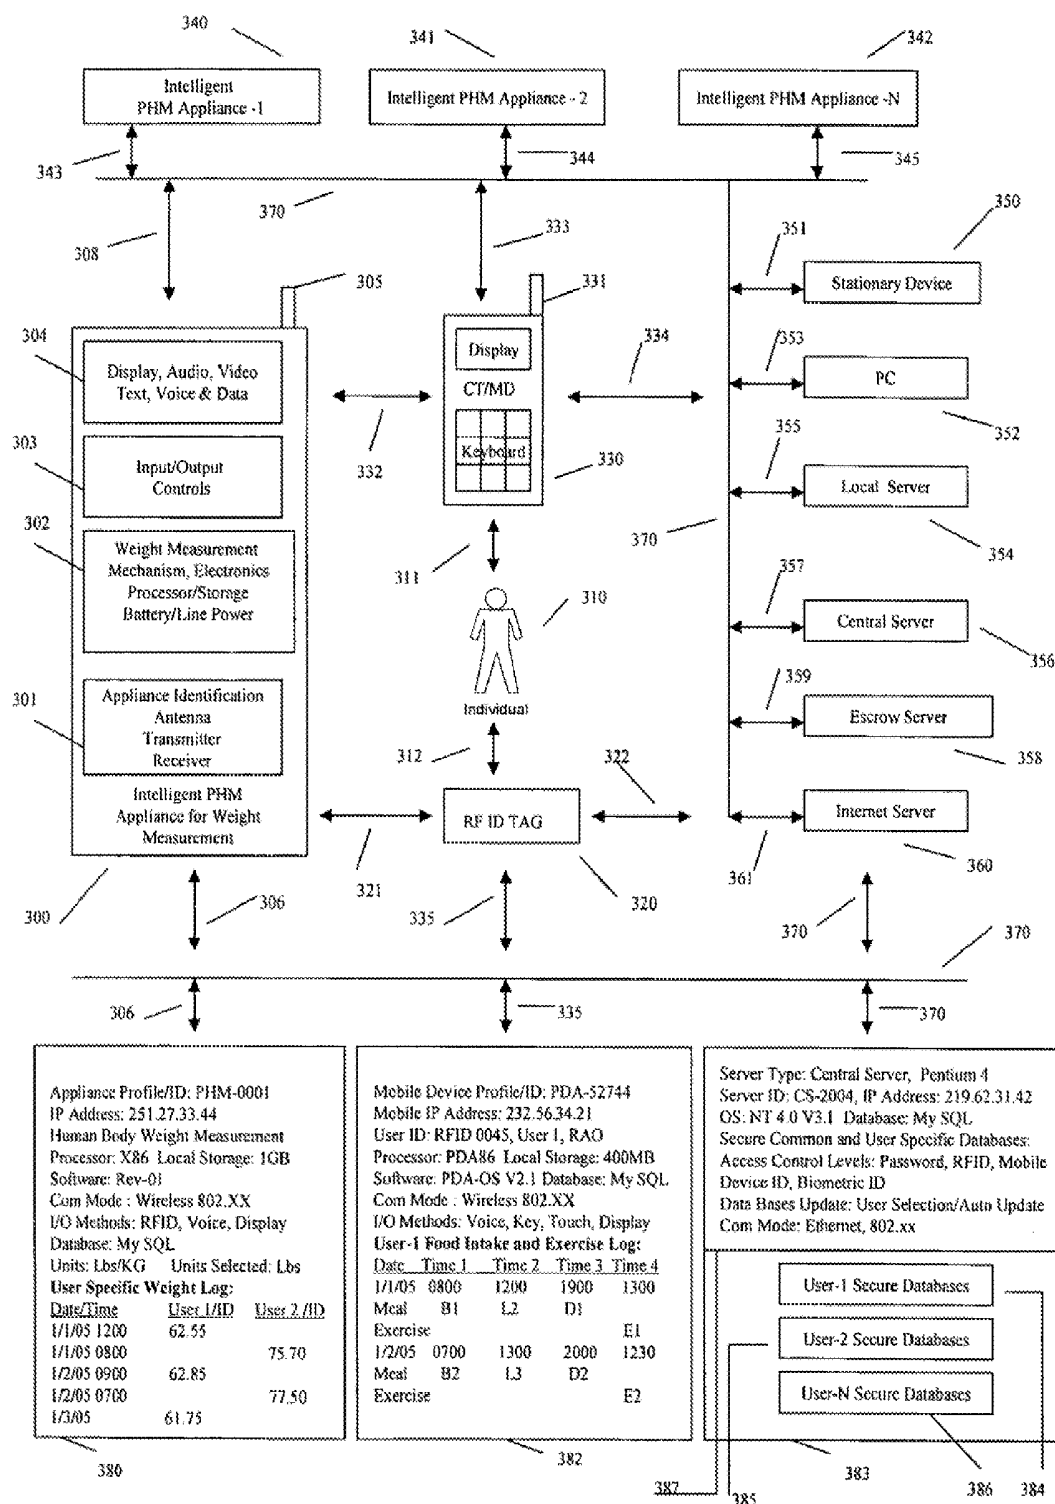 340
341
342
Intelligent
PHM Appliance -1
Intelligent PHM Appliance - 2
Intelligent PHM Appliance -N
343
344
345
370
308
333
305
331
351
350
Stationary Device
304
Display, Audio, Video
Text, Voice & Data
Display
CT/MD
Keyboard
334
353
PC
352
303
Input/Output
Controls
332
330
355
Local Server
354
302
Weight Measurement
Mechanism, Electronics
Processor/Storage
Battery/Line Power
311
310
370
357
Central Server
356
Individual
301
Appliance Identification
Antenna
Transmitter
Receiver
312
322
359
Escrow Server
358
Intelligent PHM
Appliance for Weight
Measurement
RF ID TAG
Internet Server
300
306
321
335
320
361
360
370
370
306
335
370
Appliance Profile/ID: PHM-0001
IP Address: 251.27.33.44
Human Body Weight Measurement
Processor: X86 Local Storage: 1GB
Software: Rev-01
Com Mode : Wireless 802.XX
I/O Methods: RFID, Voice, Display
Database: My SQL
Units: Lbs/KG Units Selected: Lbs
User Specific Weight Log:
Date/Time User 1/ID User 2 /ID
1/1/05 1200 62.55
1/1/05 0800 75.70
1/2/05 0900 62.85
1/2/05 0700 77.50
1/3/05 61.75
380
Mobile Device Profile/ID: PDA-52744
Mobile IP Address: 232.56.34.21
User ID: RFID 0045, User 1, RAO
Processor: PDA86 Local Storage: 400MB
Software: PDA-OS V2.1 Database: My SQL
Com Mode : Wireless 802.XX
I/O Methods: Voice, Key, Touch, Display
User-1 Food Intake and Exercise Log:
Date Time 1 Time 2 Time 3 Time 4
1/1/05 0800 1200 1900 1300
Meal B1 L2 D1
Exercise E1
1/2/05 0700 1300 2000 1230
Meal B2 L3 D2
Exercise E2
382
Server Type: Central Server, Pentium 4
Server ID: CS-2004, IP Address: 219.62.31.42
OS: NT 4.0 V3.1 Database: My SQL
Secure Common and User Specific Databases:
Access Control Levels: Password, RFID, Mobile
Device ID, Biometric ID
Data Bases Update: User Selection/Auto Update
Com Mode: Ethernet, 802.xx
User-1 Secure Databases
User-2 Secure Databases
User-N Secure Databases
383
387
385
386
384